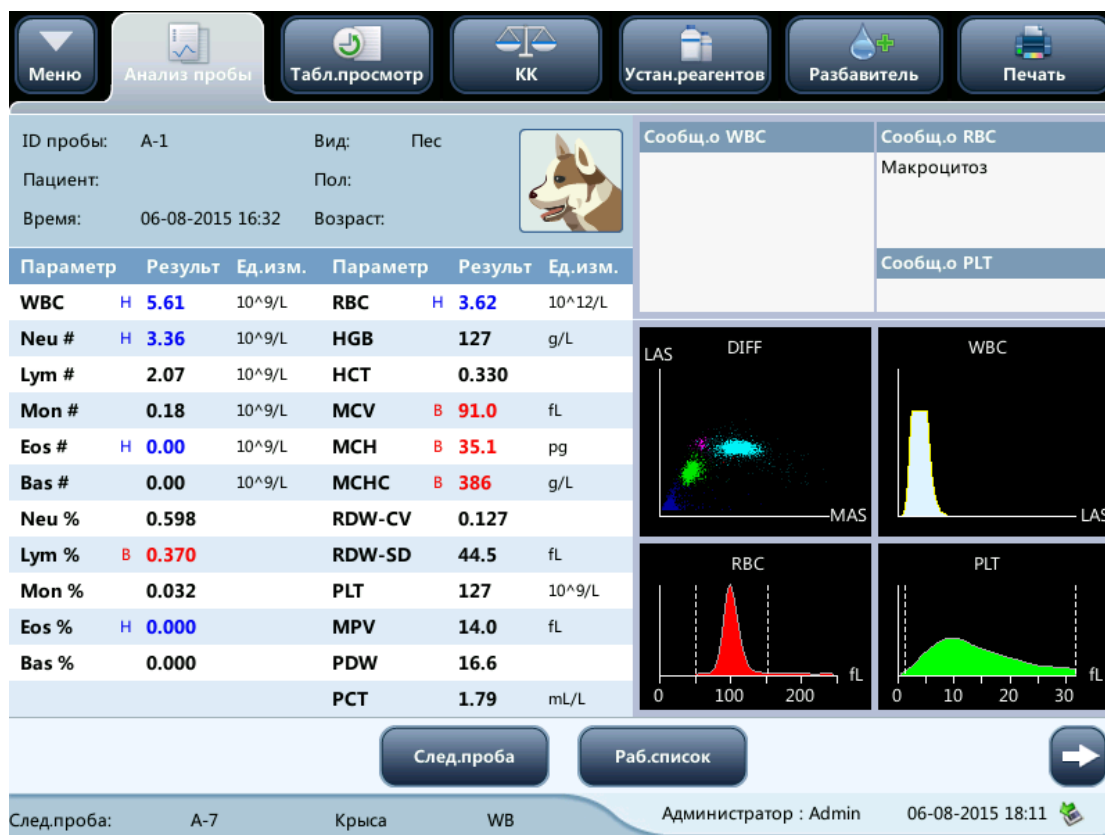 Меню
Анализ пробы
Табл.просмотр
КК
Устан.реагентов
Разбавитель
Печать
ID пробы: A-1 Вид: Пес
Пациент: Пол:
Время: 06-08-2015 16:32 Возраст:
Сообщ.о WBC
Сообщ.о RBC
Макроцитоз
Сообщ.о PLT
Параметр Результ Ед.изм. Параметр Результ Ед.изм.
WBC Н 5.61 10^9/L RBC Н 3.62 10^12/L
Neu # Н 3.36 10^9/L HGB 127 g/L
Lym # 2.07 10^9/L HCT 0.330
Mon # 0.18 10^9/L MCV В 91.0 fL
Eos # Н 0.00 10^9/L MCH В 35.1 pg
Bas # 0.00 10^9/L MCHC В 386 g/L
Neu % 0.598 RDW-CV 0.127
Lym % В 0.370 RDW-SD 44.5 fL
Mon % 0.032 PLT 127 10^9/L
Eos % Н 0.000 MPV 14.0 fL
Bas % 0.000 PDW 16.6
PCT 1.79 mL/L
DIFF
LAS
MAS
WBC
LAS
RBC
fL
0 100 200
PLT
fL
0 10 20 30
След.проба
Раб.список
След.проба: A-7 Крыса WB
Администратор : Admin 06-08-2015 18:11